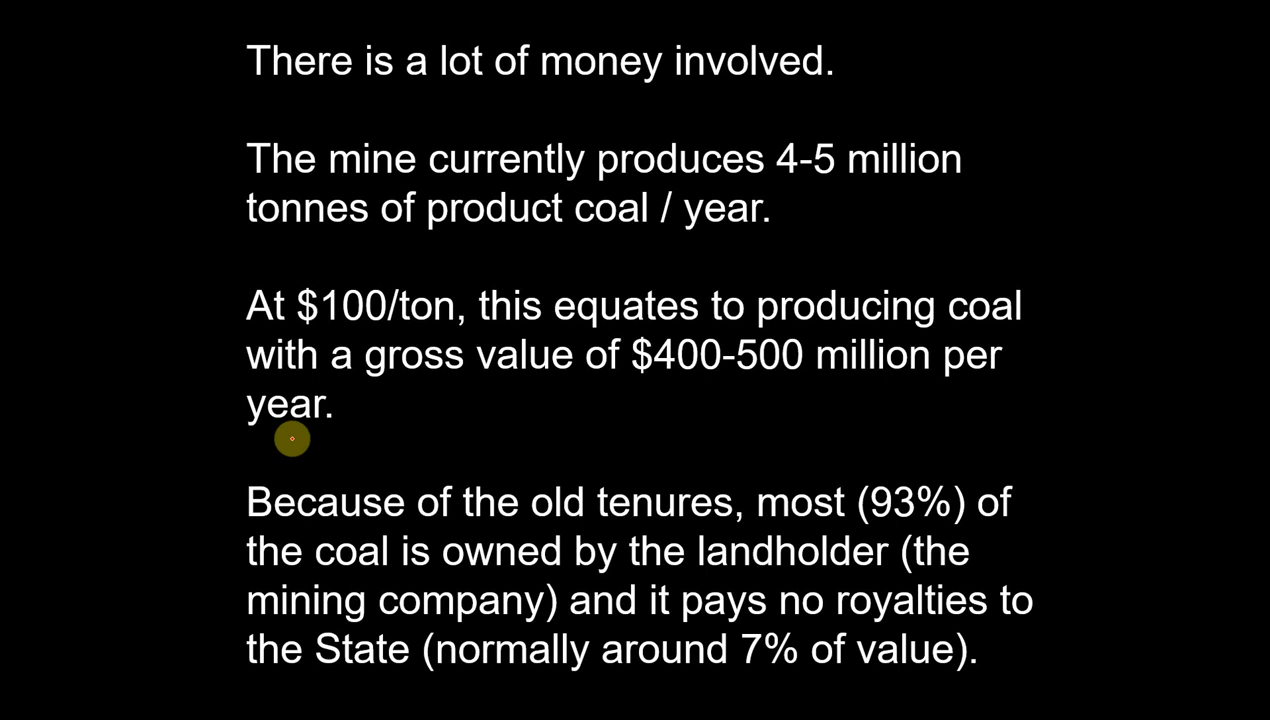 There is a lot of money involved.
The mine currently produces 4-5 million
tonnes of product coal / year.
At $100/ton, this equates to producing coal
with a gross value of $400-500 million per
year.
Because of the old tenures, most (93%) of
the coal is owned by the landholder (the
mining company) and it pays no royalties to
the State (normally around 7% of value).